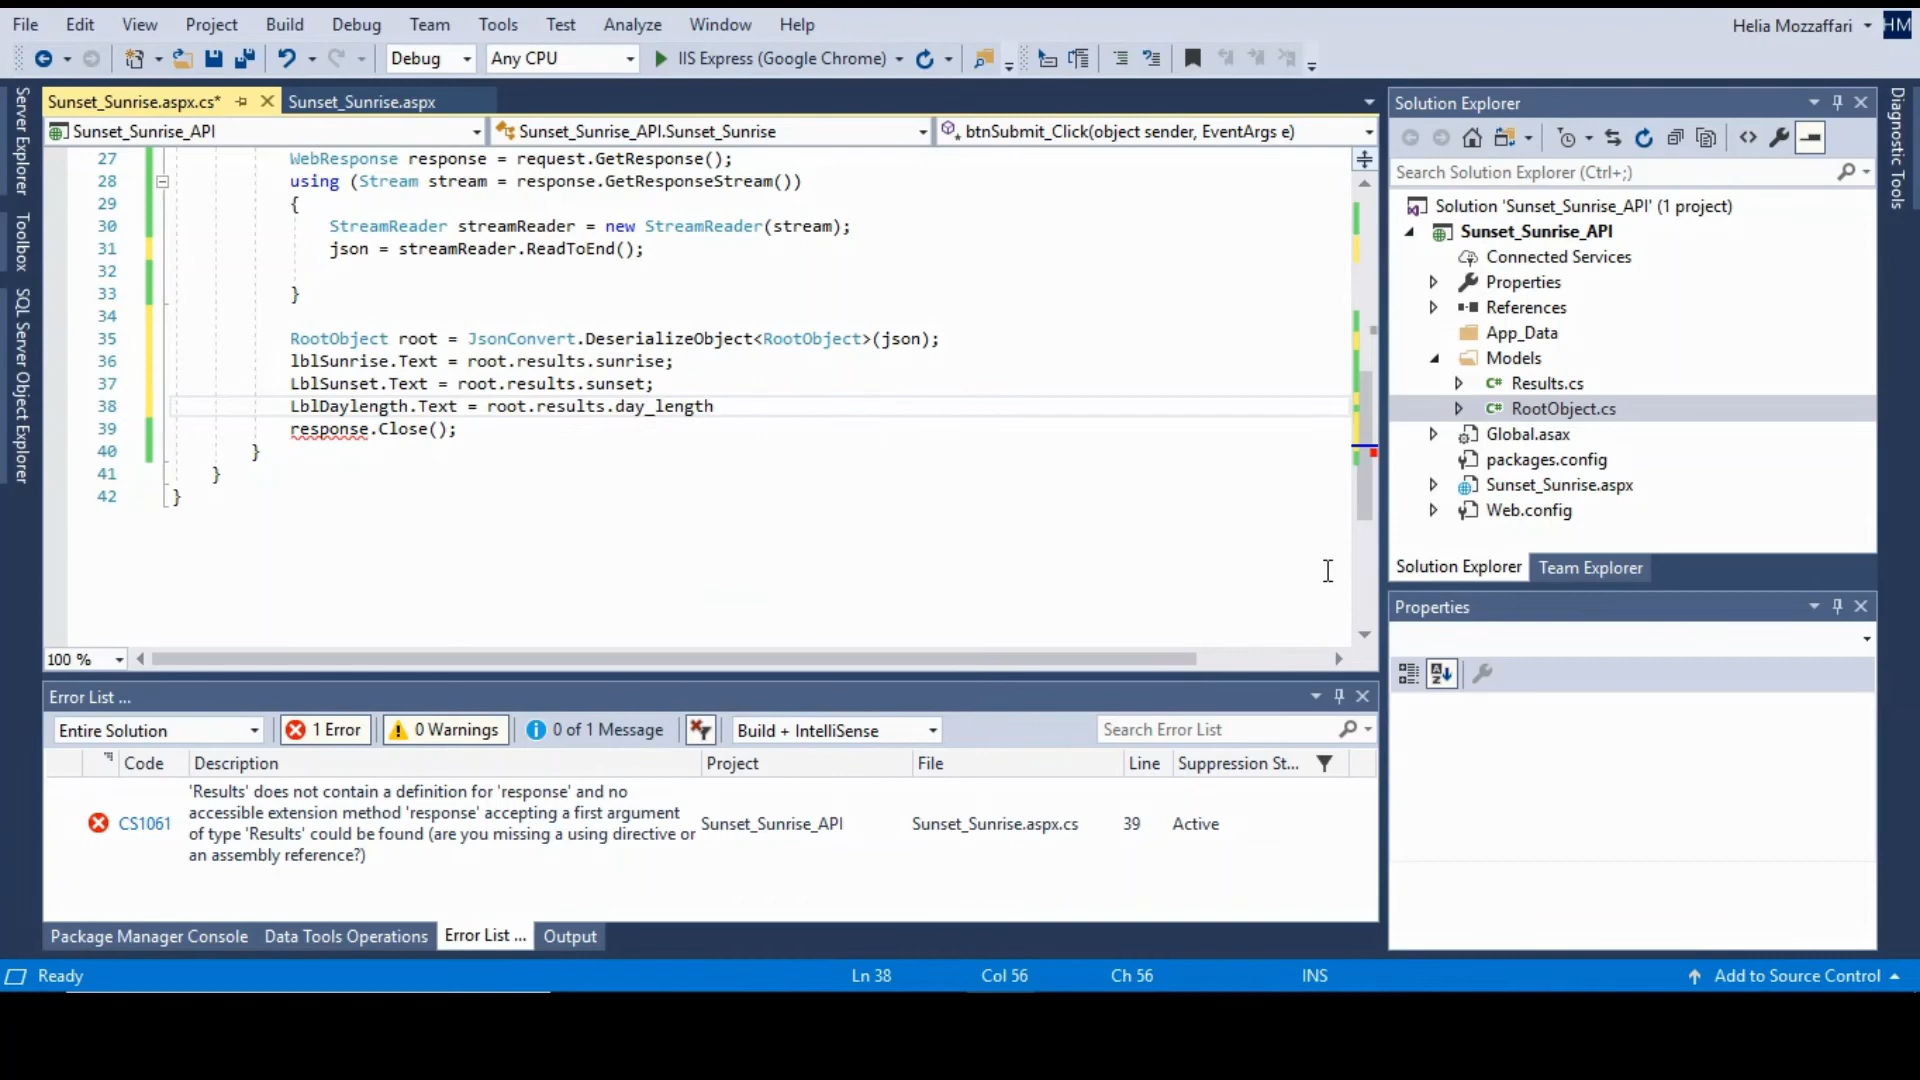 File Edit View Project Build Debug Team Tools Test Analyze Window Help Helia Mozzaffari HM
Debug Any CPU IIS Express (Google Chrome)
Server Explorer
Toolbox
SQL Server Object Explorer
Sunset_Sunrise.aspx.cs* Sunset_Sunrise.aspx
Sunset_Sunrise_API Sunset_Sunrise_API.Sunset_Sunrise btnSubmit_Click(object sender, EventArgs e)
27 WebResponse response = request.GetResponse();
28 using (Stream stream = response.GetResponseStream())
29 {
30 StreamReader streamReader = new StreamReader(stream);
31 json = streamReader.ReadToEnd();
32
33 }
34
35 RootObject root = JsonConvert.DeserializeObject<RootObject>(json);
36 lblSunrise.Text = root.results.sunrise;
37 LblSunset.Text = root.results.sunset;
38 LblDaylength.Text = root.results.day_length
39 response.Close();
40 }
41 }
42 }
100 %
Error List ...
Entire Solution 1 Error 0 Warnings 0 of 1 Message Build + IntelliSense Search Error List
Code Description Project File Line Suppression St...
CS1061 'Results' does not contain a definition for 'response' and no
accessible extension method 'response' accepting a first argument
of type 'Results' could be found (are you missing a using directive or
an assembly reference?)
Sunset_Sunrise_API Sunset_Sunrise.aspx.cs 39 Active
Package Manager Console Data Tools Operations Error List ... Output
Solution Explorer
Search Solution Explorer (Ctrl+;)
Solution 'Sunset_Sunrise_API' (1 project)
Sunset_Sunrise_API
Connected Services
Properties
References
App_Data
Models
C# Results.cs
C# RootObject.cs
Global.asax
packages.config
Sunset_Sunrise.aspx
Web.config
Solution Explorer Team Explorer
Properties
Diagnostic Tools
Ready Ln 38 Col 56 Ch 56 INS Add to Source Control